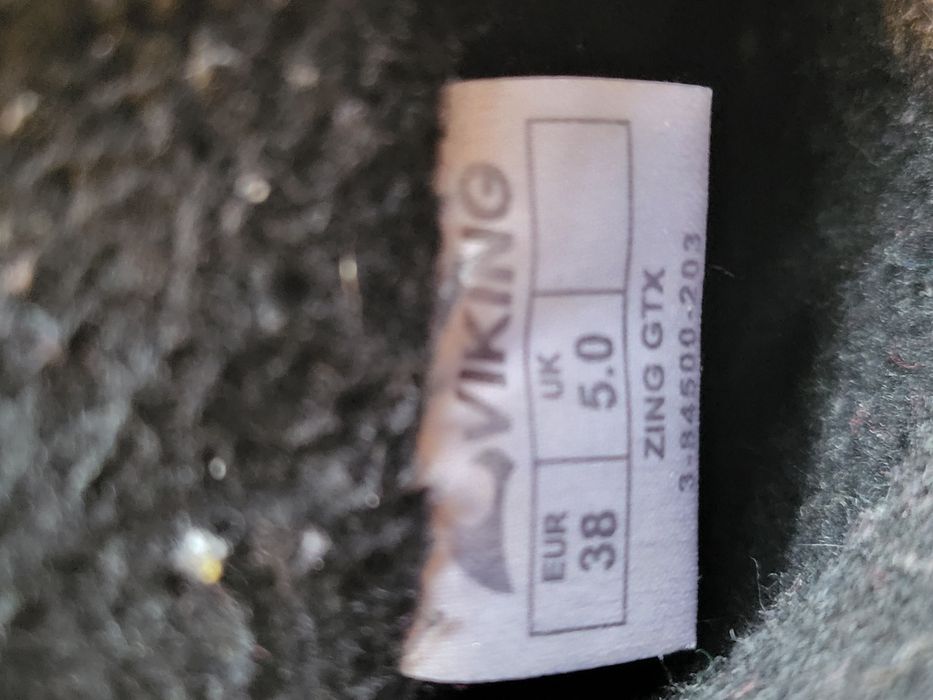 VIKING
EUR UK
38 5.0
ZING GTX
3-84500-203